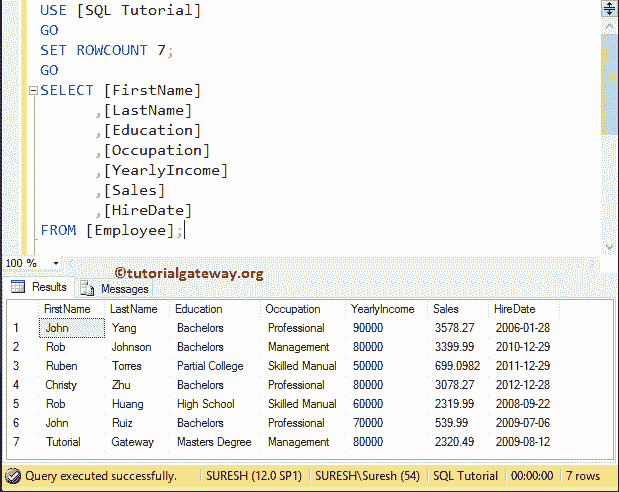 USE [SQL Tutorial]
GO
SET ROWCOUNT 7;
GO
SELECT [FirstName]
,[LastName]
,[Education]
,[Occupation]
,[YearlyIncome]
,[Sales]
,[HireDate]
FROM [Employee];
100 %
©tutorialgateway.org
Results Messages
FirstName LastName Education Occupation YearlyIncome Sales HireDate
1 John Yang Bachelors Professional 90000 3578.27 2006-01-28
2 Rob Johnson Bachelors Management 80000 3399.99 2010-12-29
3 Ruben Torres Partial College Skilled Manual 50000 699.0982 2011-12-29
4 Christy Zhu Bachelors Professional 80000 3078.27 2012-12-28
5 Rob Huang High School Skilled Manual 60000 2319.99 2008-09-22
6 John Ruiz Bachelors Professional 70000 539.99 2009-07-06
7 Tutorial Gateway Masters Degree Management 80000 2320.49 2009-08-12
Query executed successfully. SURESH (12.0 SP1) SURESH\Suresh (54) SQL Tutorial 00:00:00 7 rows